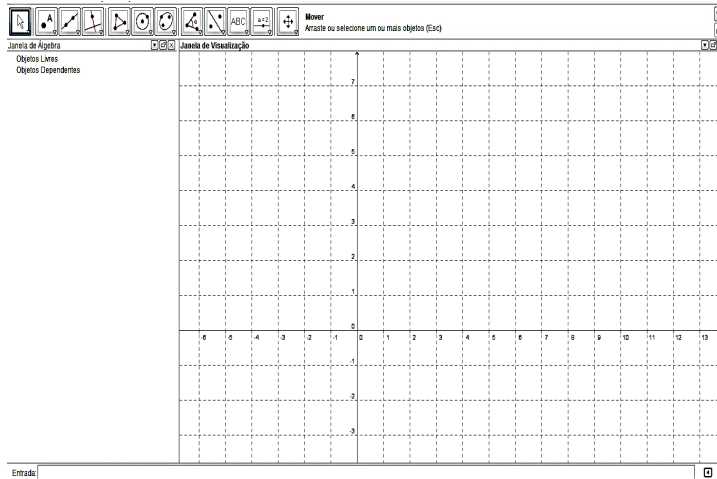 A ABC a=2 Mover
Arraste ou selecione um ou mais objetos (Esc)
Janela de Álgebra Janela de Visualização
Objetos Livres
Objetos Dependentes
7
6
5
4
3
2
1
0
-6 -5 -4 -3 -2 -1 0 1 2 3 4 5 6 7 8 9 10 11 12 13
-1
-2
-3
Entrada: